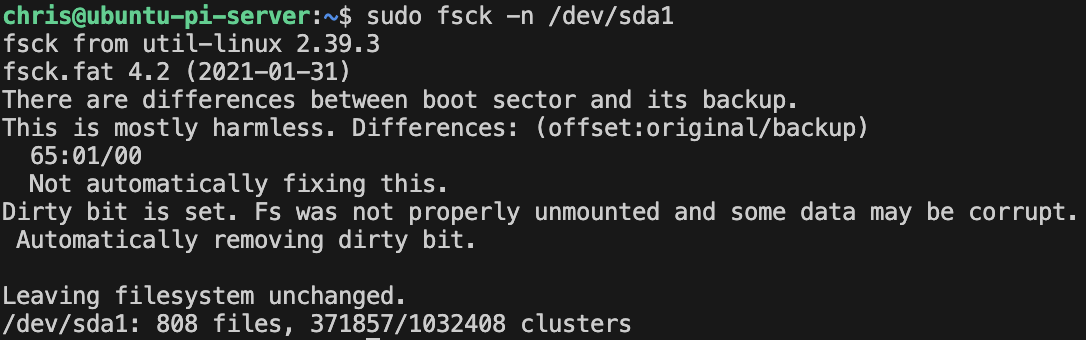 chris@ubuntu-pi-server:~$ sudo fsck -n /dev/sda1
fsck from util-linux 2.39.3
fsck.fat 4.2 (2021-01-31)
There are differences between boot sector and its backup.
This is mostly harmless. Differences: (offset:original/backup)
  65:01/00
  Not automatically fixing this.
Dirty bit is set. Fs was not properly unmounted and some data may be corrupt.
 Automatically removing dirty bit.

Leaving filesystem unchanged.
/dev/sda1: 808 files, 371857/1032408 clusters